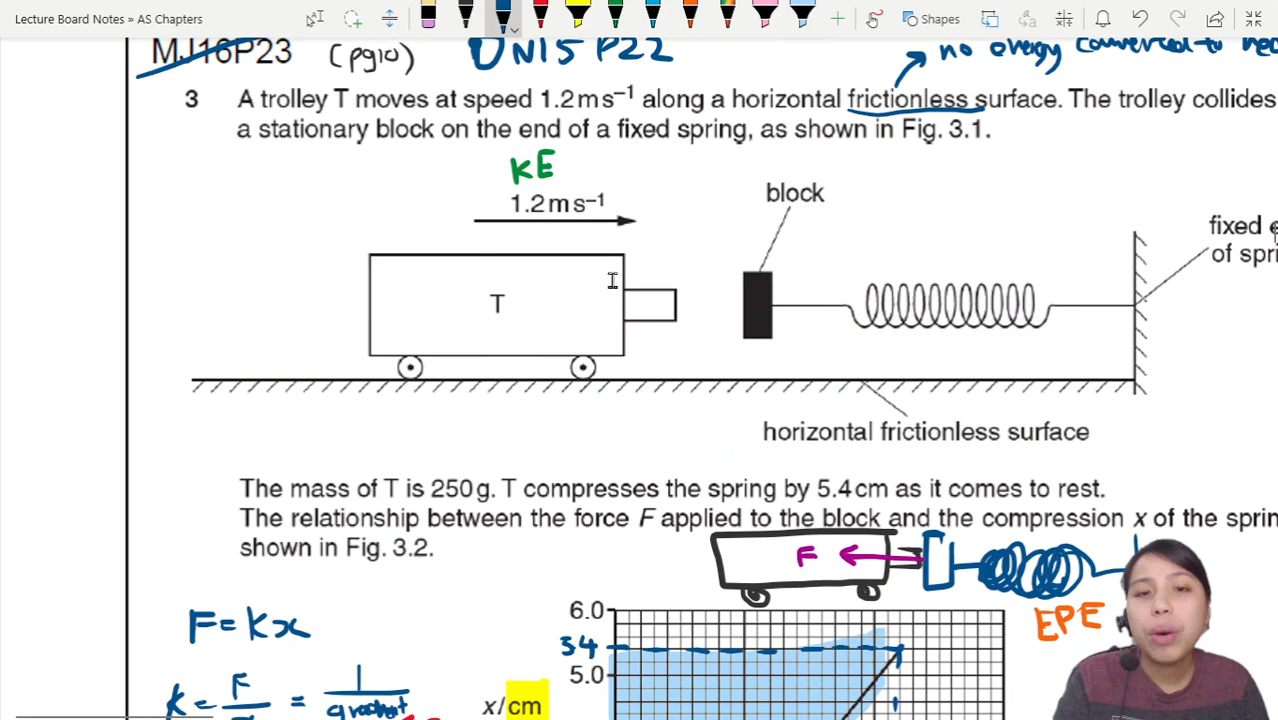 Lecture Board Notes » AS Chapters
Shapes
MJ16P23 (pg10) ON15 P22
no energy converted to
3 A trolley T moves at speed 1.2 m s⁻¹ along a horizontal frictionless surface. The trolley collides
a stationary block on the end of a fixed spring, as shown in Fig. 3.1.
KE
1.2 m s⁻¹
block
fixed
of
T
horizontal frictionless surface
The mass of T is 250 g. T compresses the spring by 5.4 cm as it comes to rest.
The relationship between the force F applied to the block and the compression x of the
shown in Fig. 3.2.
F
EPE
F = Kx
6.0
5.4
5.0
K = F = 1
gradient
x/cm